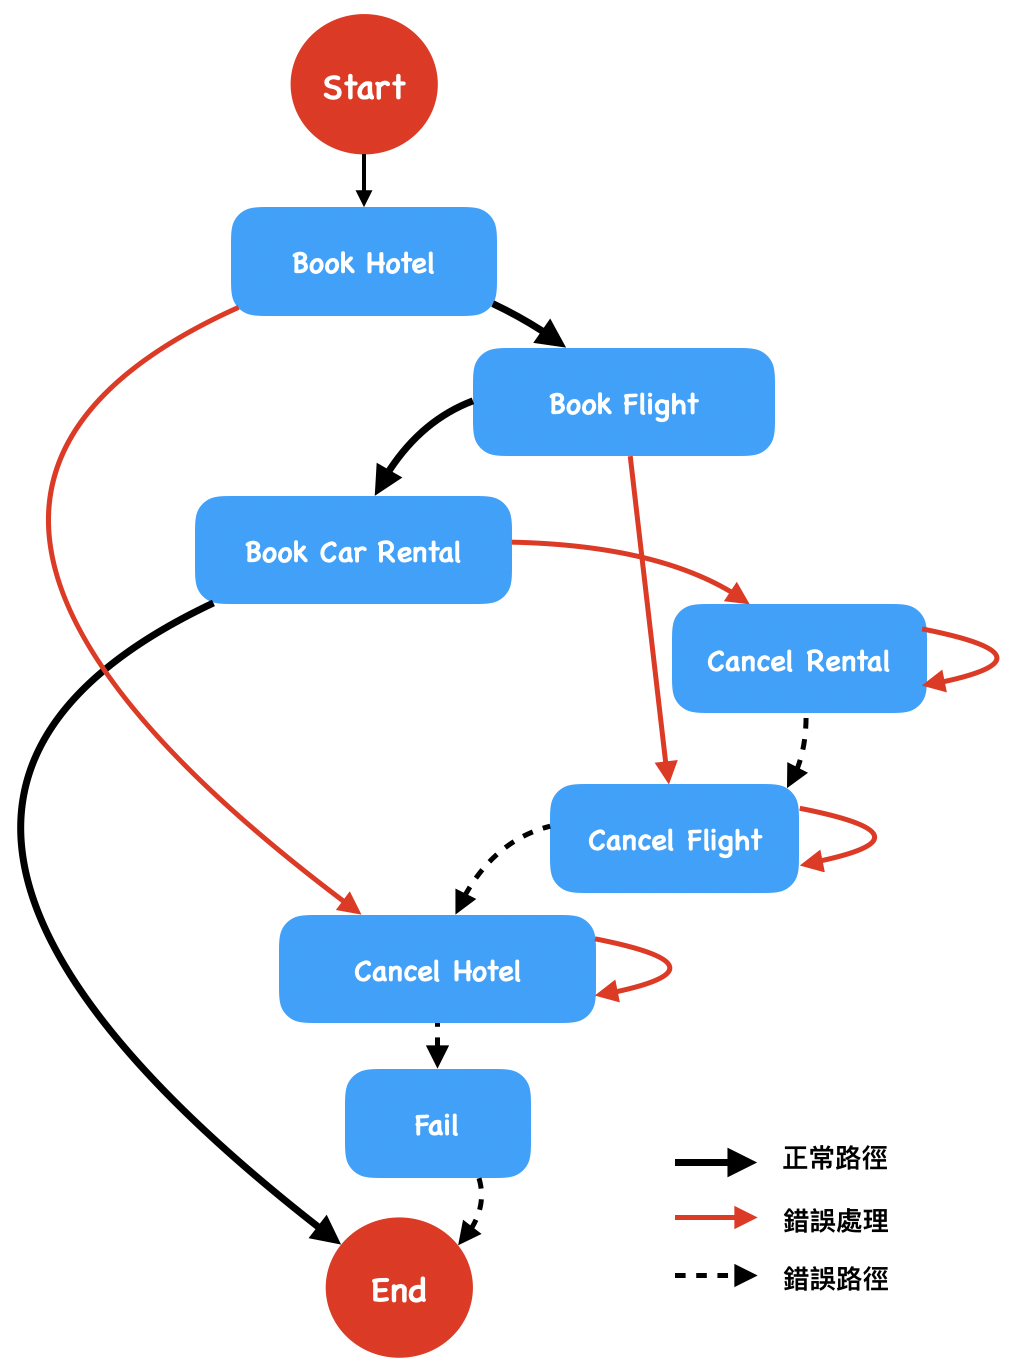 Start
Book Hotel
Book Flight
Book Car Rental
Cancel Rental
Cancel Flight
Cancel Hotel
Fail
End
正常路徑
錯誤處理
錯誤路徑